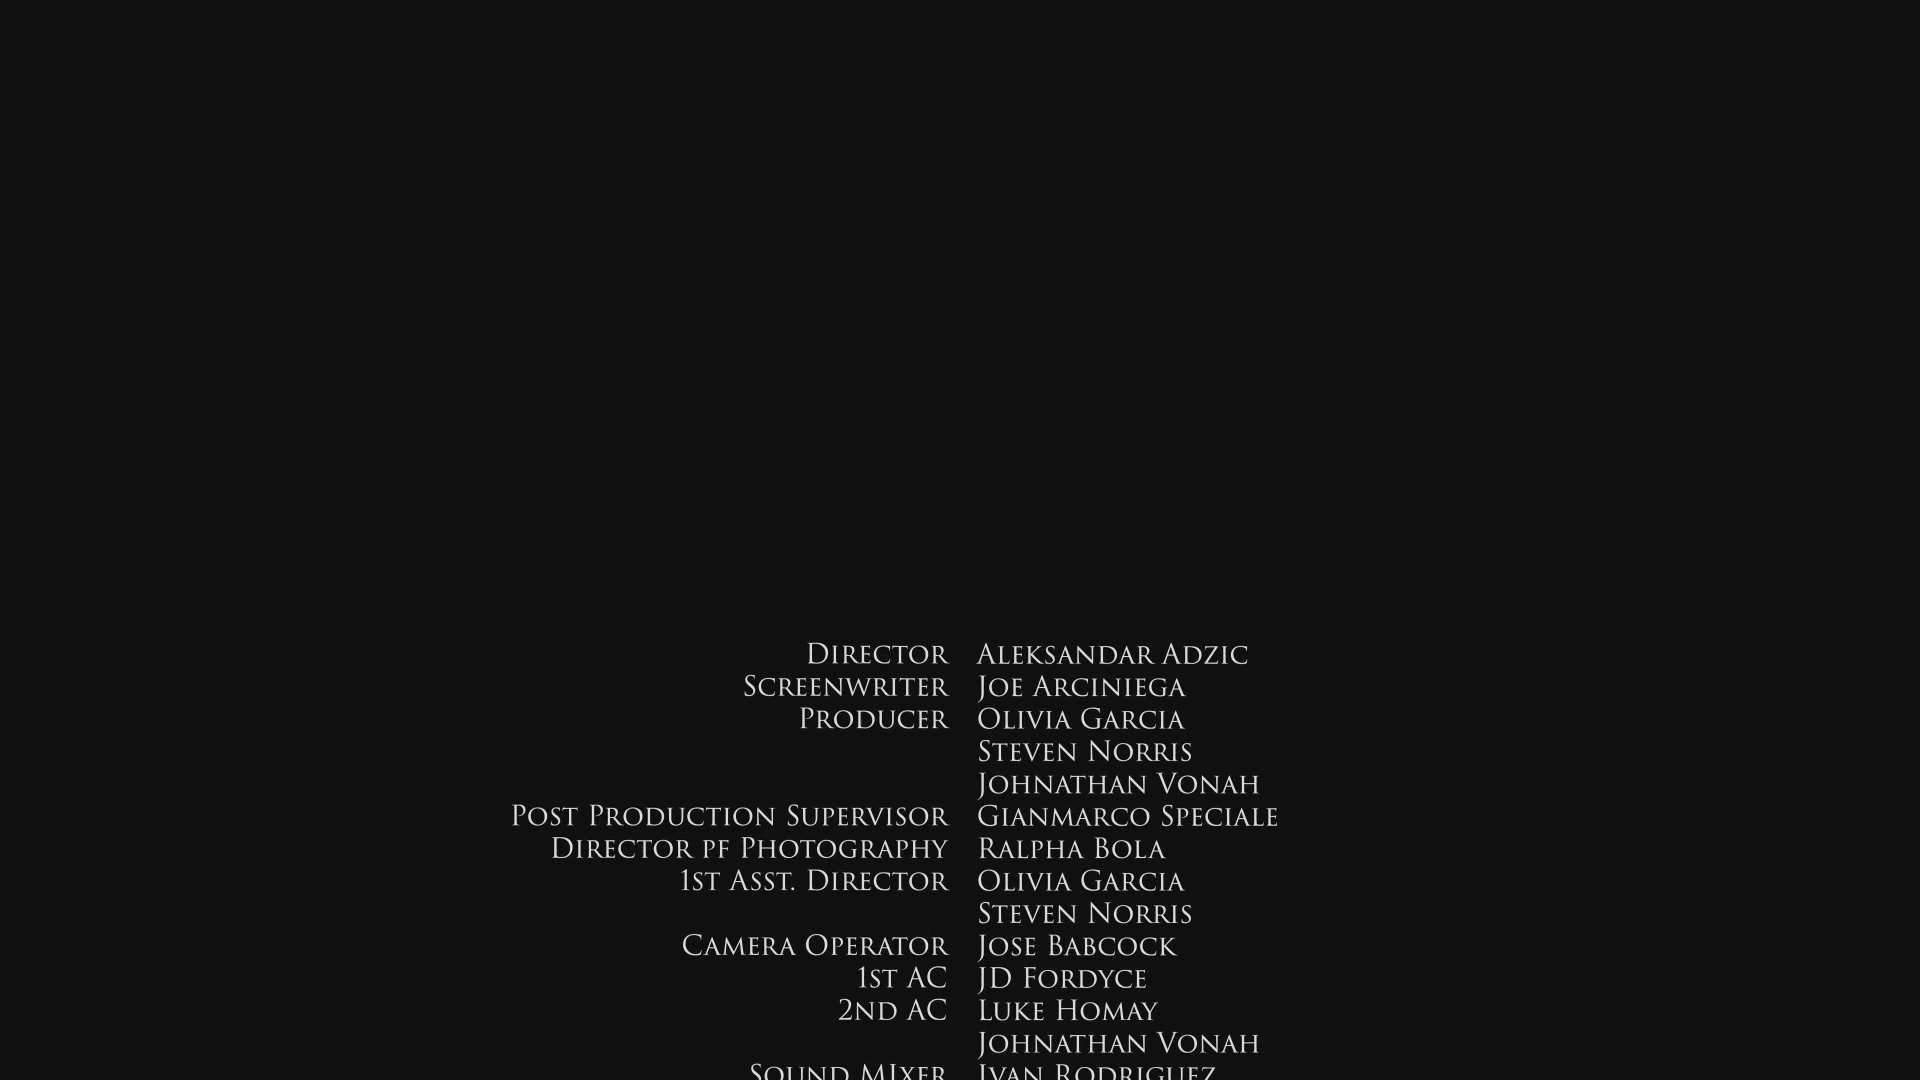 Director Aleksandar Adzic
Screenwriter Joe Arciniega
Producer Olivia Garcia
Steven Norris
Johnathan Vonah
Post Production Supervisor Gianmarco Speciale
Director pf Photography Ralpha Bola
1st Asst. Director Olivia Garcia
Steven Norris
Camera Operator Jose Babcock
1st AC JD Fordyce
2nd AC Luke Homay
Johnathan Vonah
Sound MIxer Ivan Rodriguez